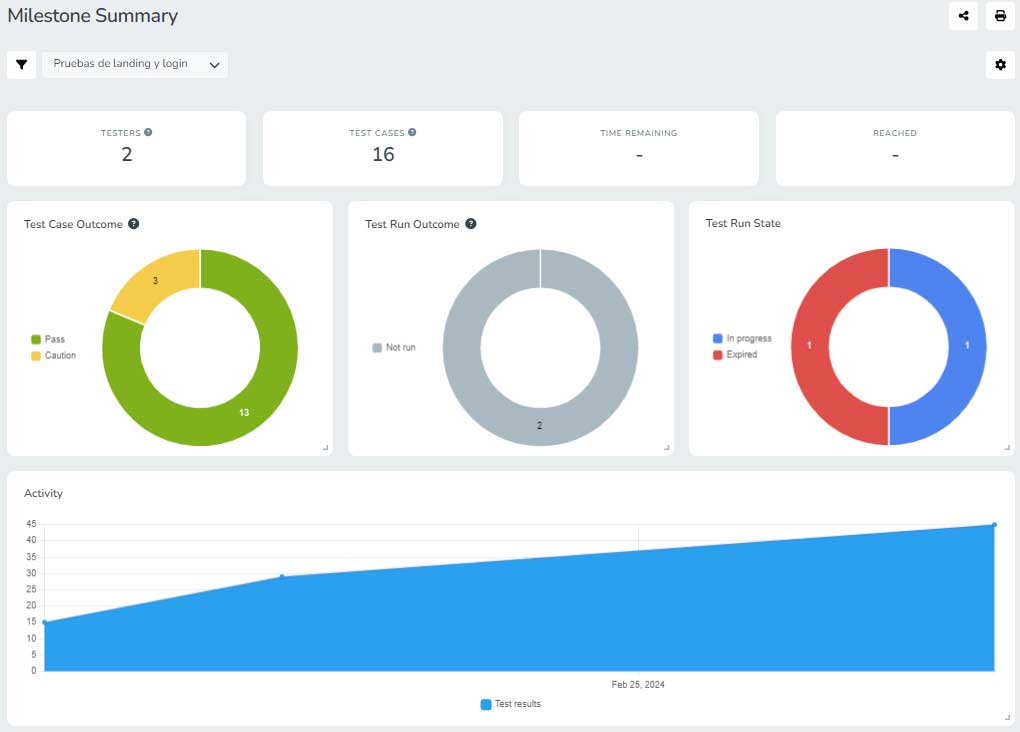 Milestone Summary
Pruebas de landing y login
TESTERS ?
2
TEST CASES ?
16
TIME REMAINING
-
REACHED
-
Test Case Outcome ?
3
Pass
Caution
13
Test Run Outcome ?
Not run
2
Test Run State
In progress
Expired
1
1
Activity
45
40
35
30
25
20
15
10
5
0
Feb 25, 2024
Test results